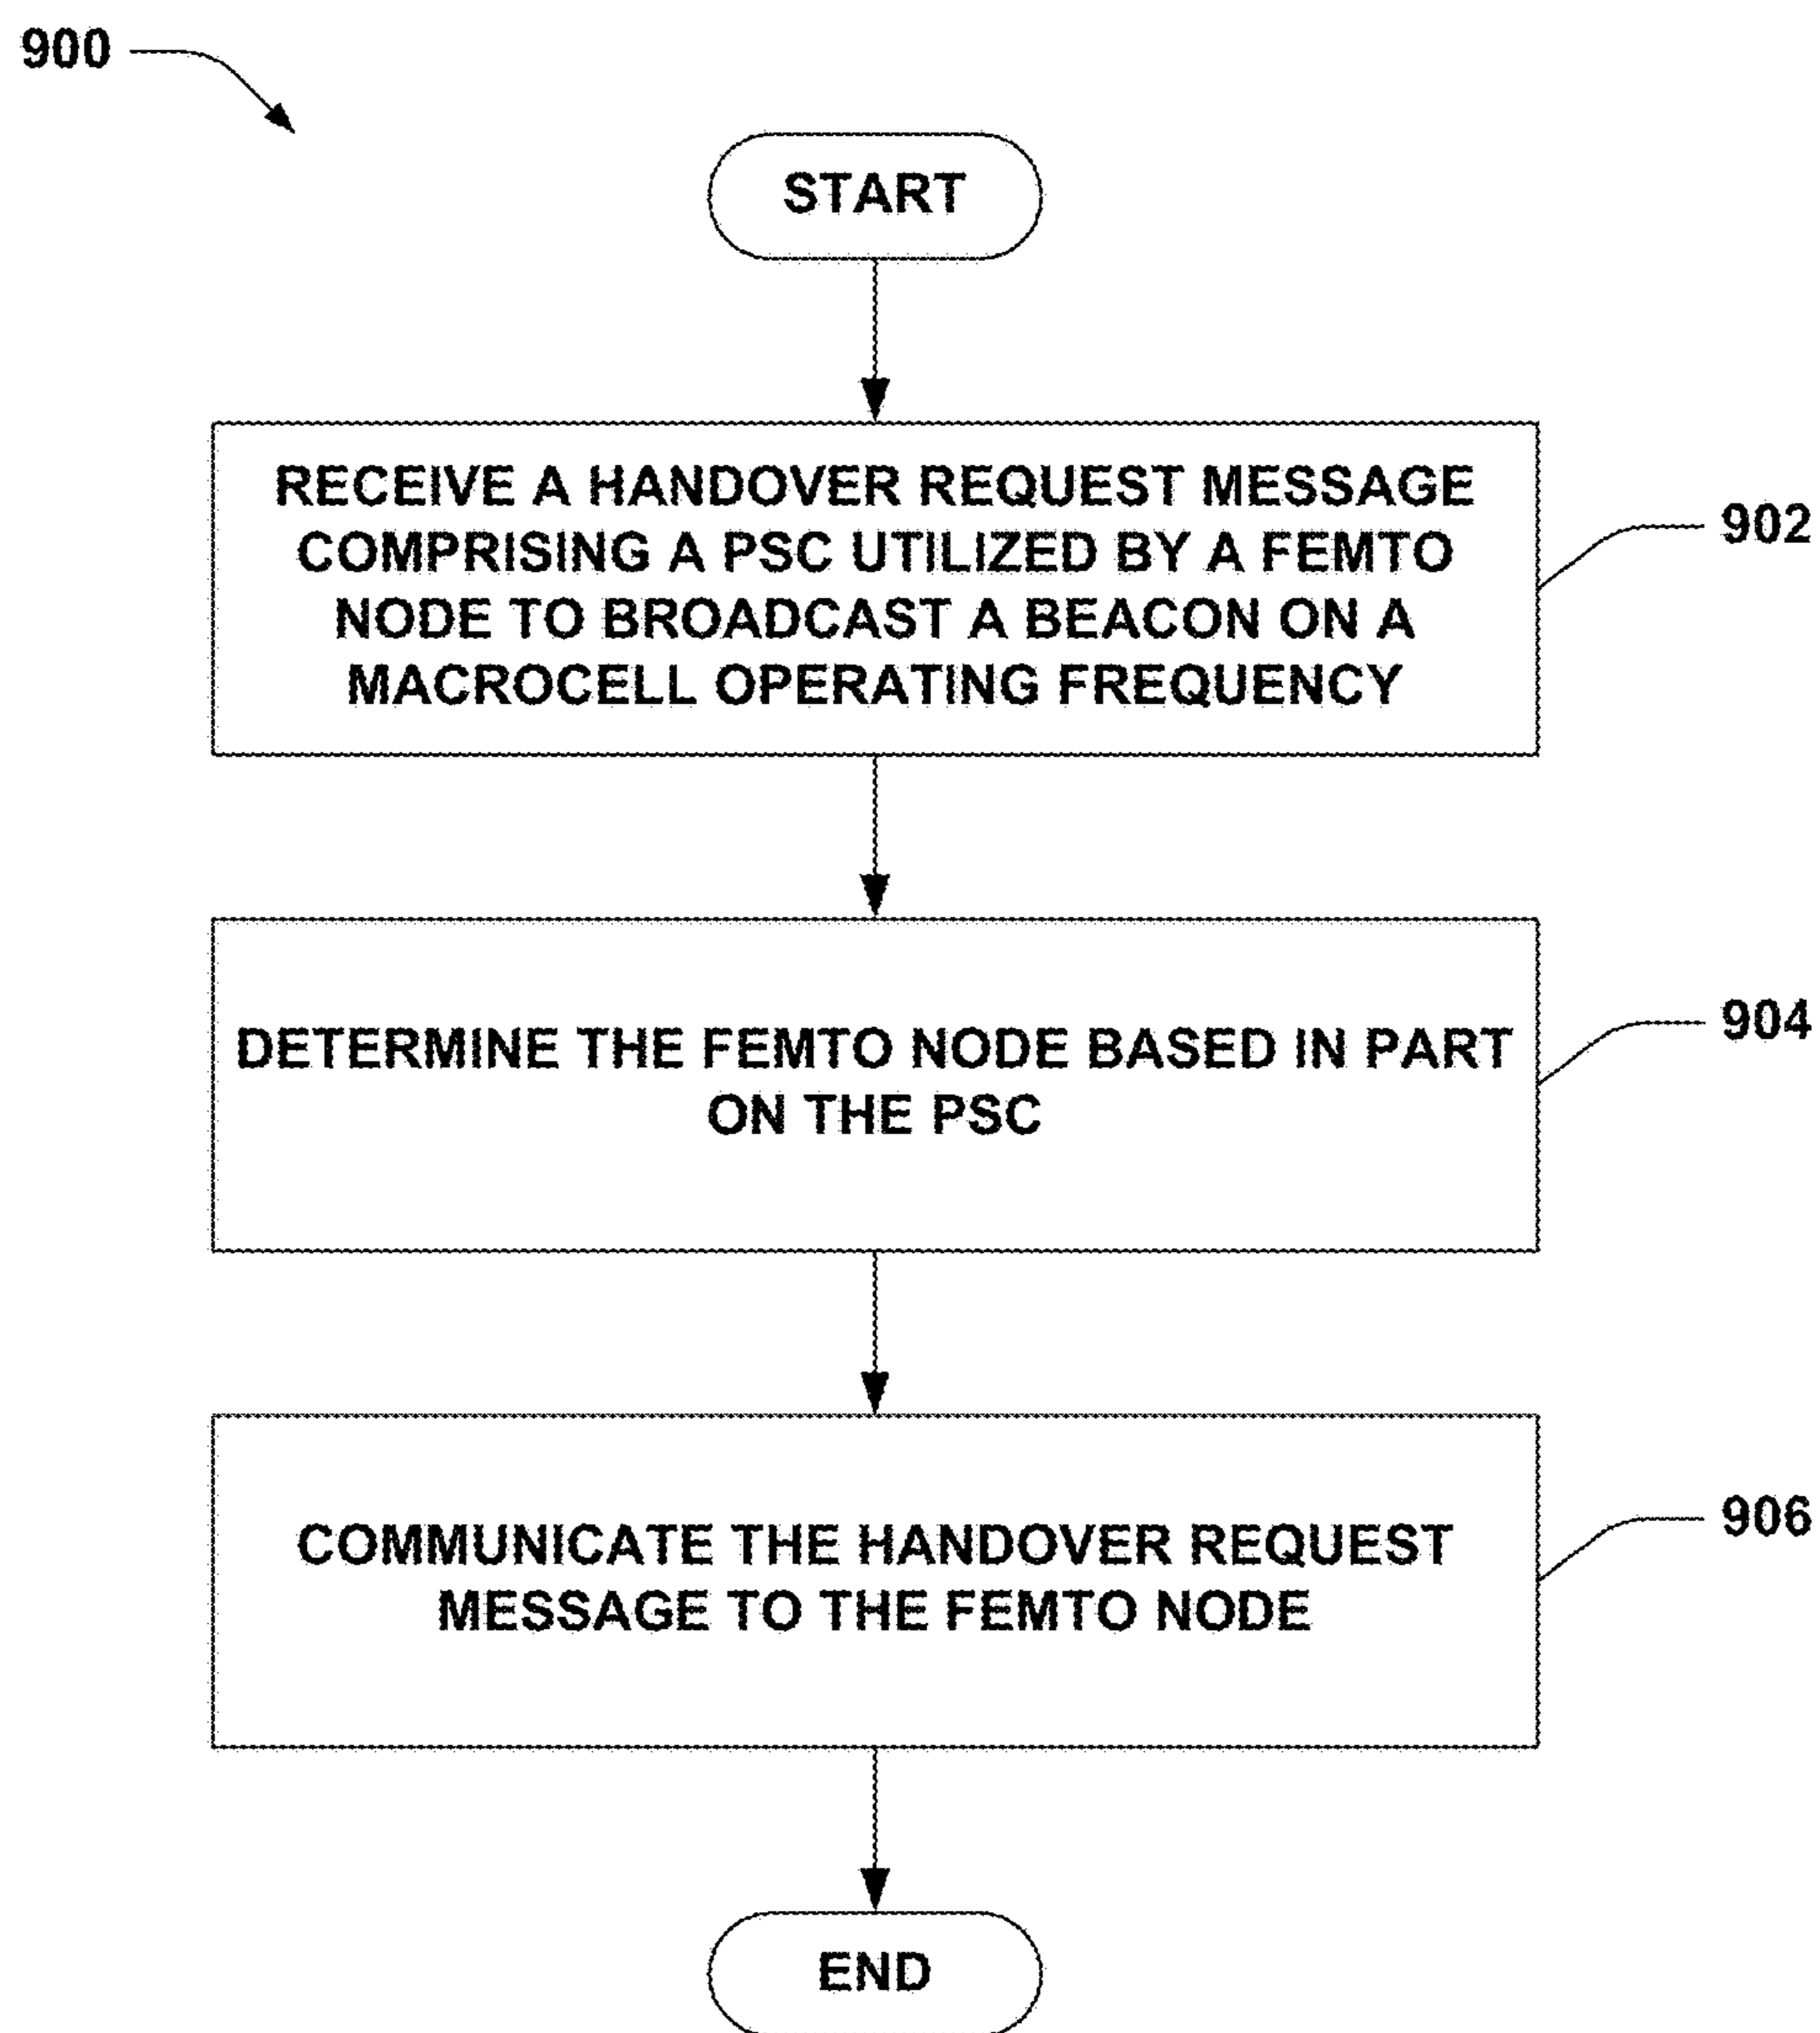 900
START
RECEIVE A HANDOVER REQUEST MESSAGE
COMPRISING A PSC UTILIZED BY A FEMTO
NODE TO BROADCAST A BEACON ON A
MACROCELL OPERATING FREQUENCY
902
DETERMINE THE FEMTO NODE BASED IN PART
ON THE PSC
904
COMMUNICATE THE HANDOVER REQUEST
MESSAGE TO THE FEMTO NODE
906
END